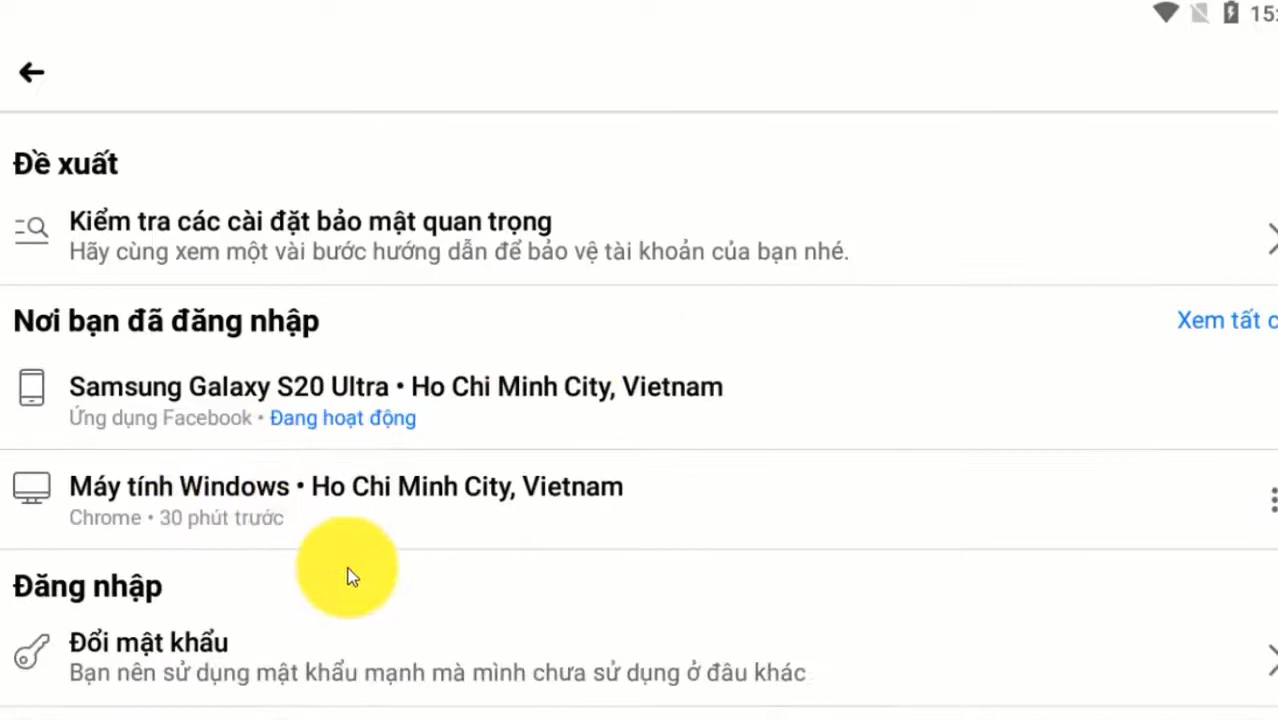 15:
Đề xuất
Kiểm tra các cài đặt bảo mật quan trọng
Hãy cùng xem một vài bước hướng dẫn để bảo vệ tài khoản của bạn nhé.
Nơi bạn đã đăng nhập
Xem tất c
Samsung Galaxy S20 Ultra • Ho Chi Minh City, Vietnam
Ứng dụng Facebook • Đang hoạt động
Máy tính Windows • Ho Chi Minh City, Vietnam
Chrome • 30 phút trước
Đăng nhập
Đổi mật khẩu
Bạn nên sử dụng mật khẩu mạnh mà mình chưa sử dụng ở đâu khác